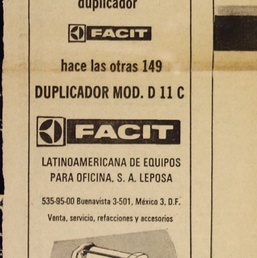 duplicador
FACIT
hace las otras 149
DUPLICADOR MOD. D 11 C
FACIT
LATINOAMERICANA DE EQUIPOS
PARA OFICINA, S. A. LEPOSA
535-95-00 Buenavista 3-501, México 3, D.F.
Venta, servicio, refacciones y accesorios